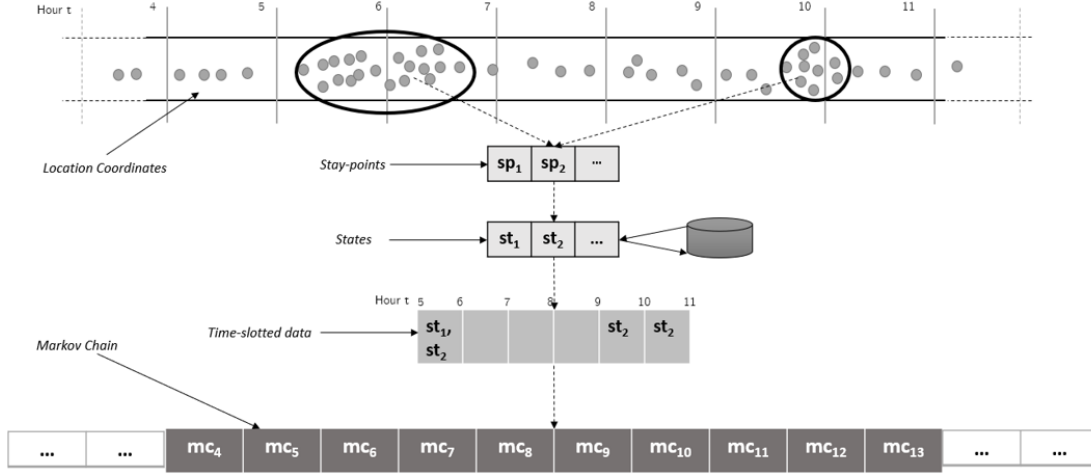 Hour t 4 5 6 7 8 9 10 11
Location Coordinates
Stay-points sp₁ sp₂ ...
States st₁ st₂ ...
Hour t 5 6 7 8 9 10 11
Time-slotted data st₁, st₂ st₂
st₂
Markov Chain
... ... mc₄ mc₅ mc₆ mc₇ mc₈ mc₉ mc₁₀ mc₁₁ mc₁₂ mc₁₃ ... ...